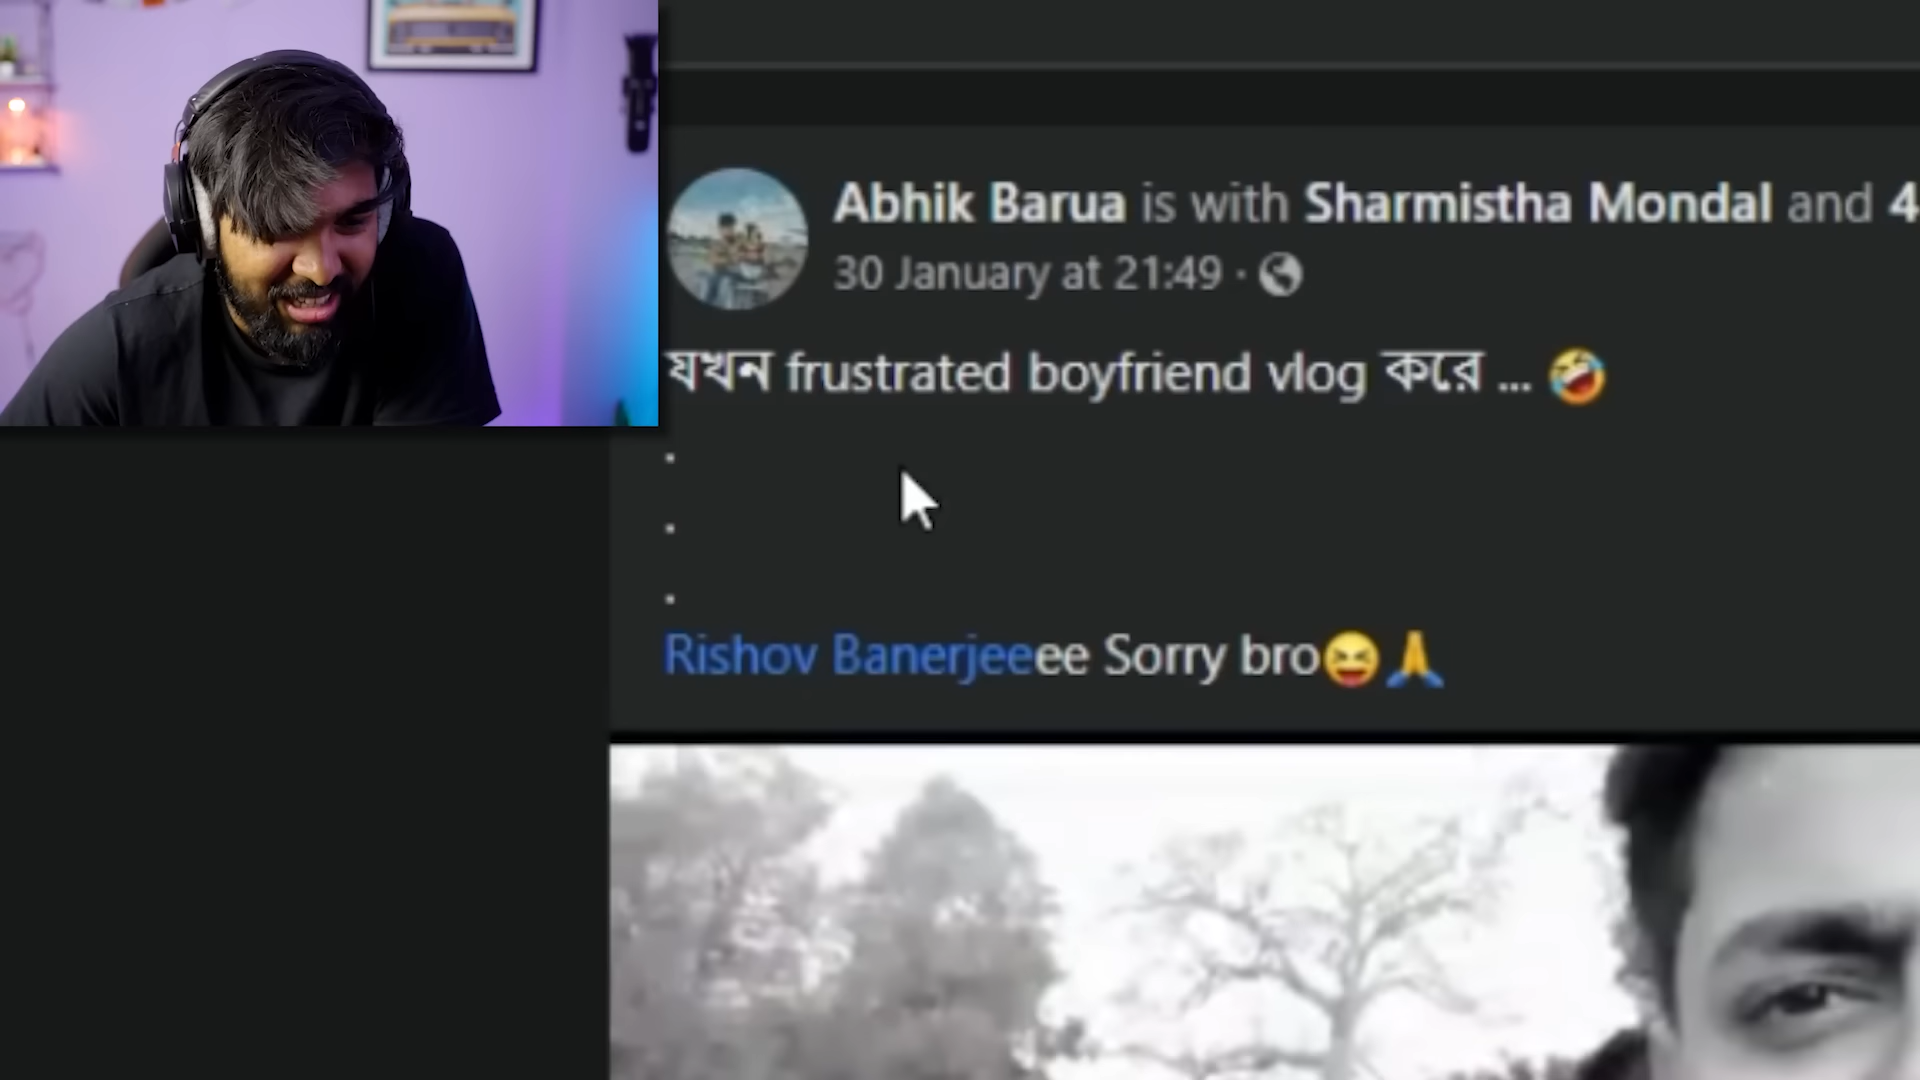 Abhik Barua is with Sharmistha Mondal and 4
30 January at 21:49 ·
যখন frustrated boyfriend vlog করে ... 🤣
.
.
.
Rishov Banerjeeeee Sorry bro😆🙏